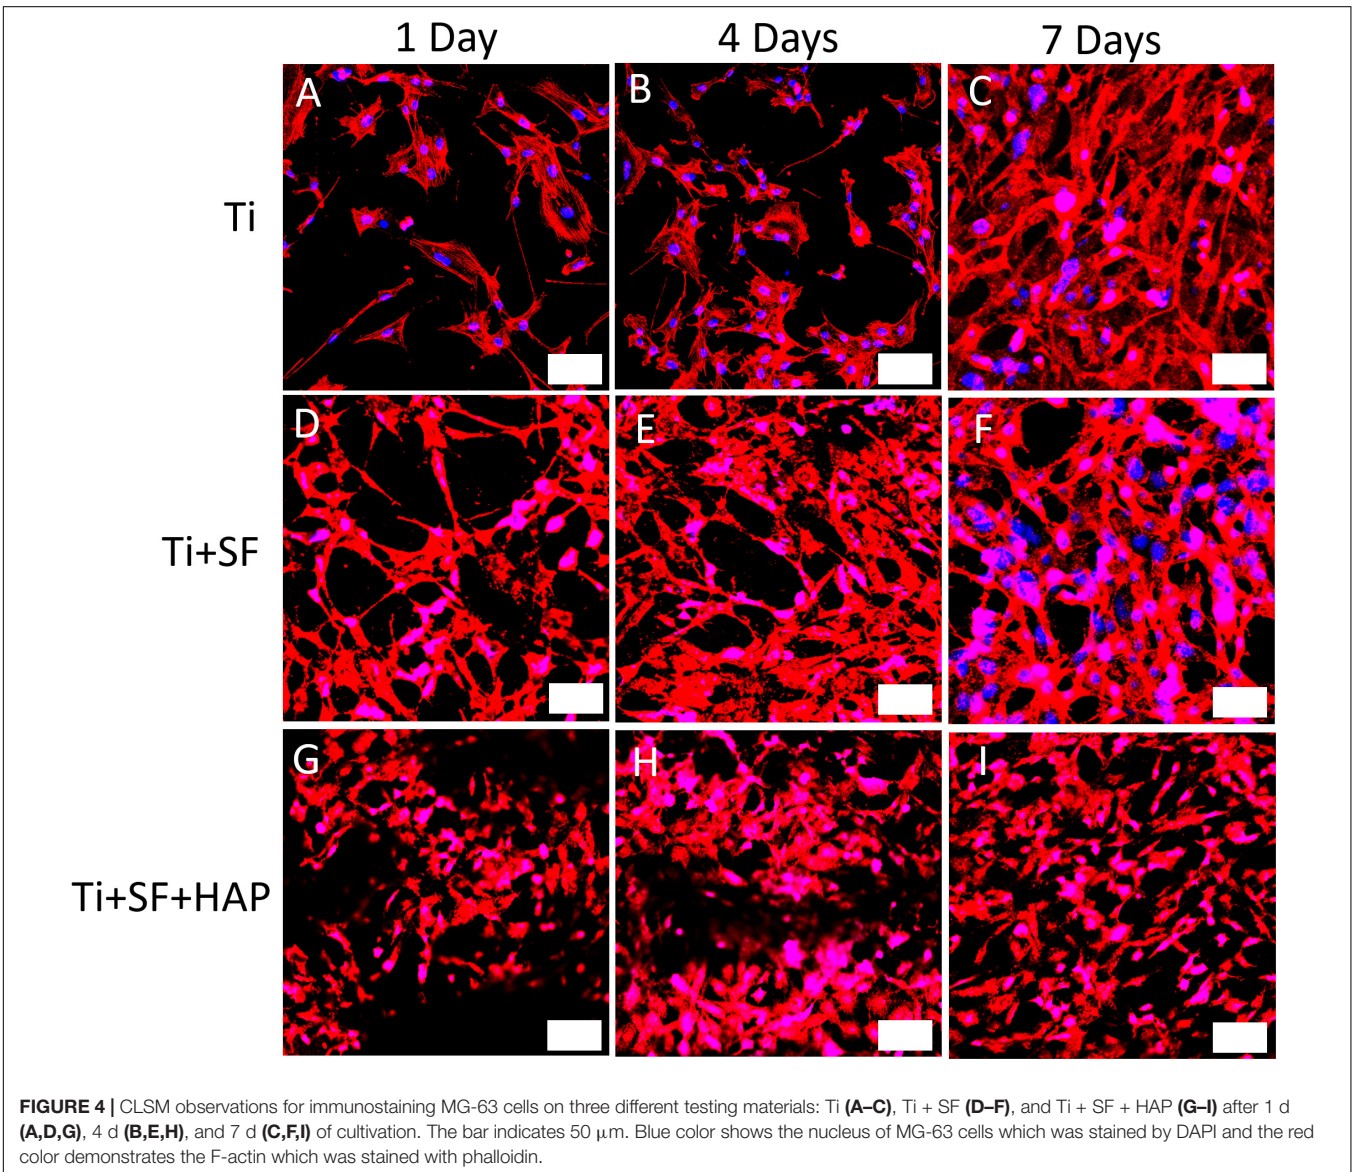 1 Day 4 Days 7 Days
A B C
Ti
D E F
Ti+SF
G H I
Ti+SF+HAP
FIGURE 4 | CLSM observations for immunostaining MG-63 cells on three different testing materials: Ti (A–C), Ti + SF (D–F), and Ti + SF + HAP (G–I) after 1 d
(A,D,G), 4 d (B,E,H), and 7 d (C,F,I) of cultivation. The bar indicates 50 μm. Blue color shows the nucleus of MG-63 cells which was stained by DAPI and the red
color demonstrates the F-actin which was stained with phalloidin.